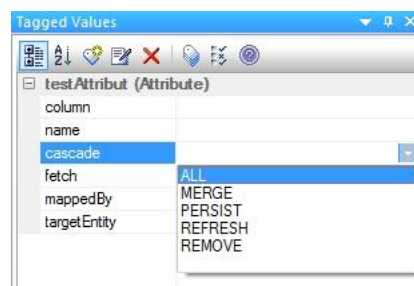 Tagged Values
testAttribut (Attribute)
column
name
cascade
fetch
mappedBy
targetEntity
ALL
MERGE
PERSIST
REFRESH
REMOVE